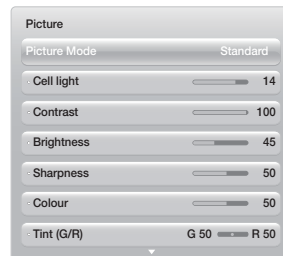 Picture
Picture Mode Standard
Cell light 14
Contrast 100
Brightness 45
Sharpness 50
Colour 50
Tint (G/R) G 50 R 50